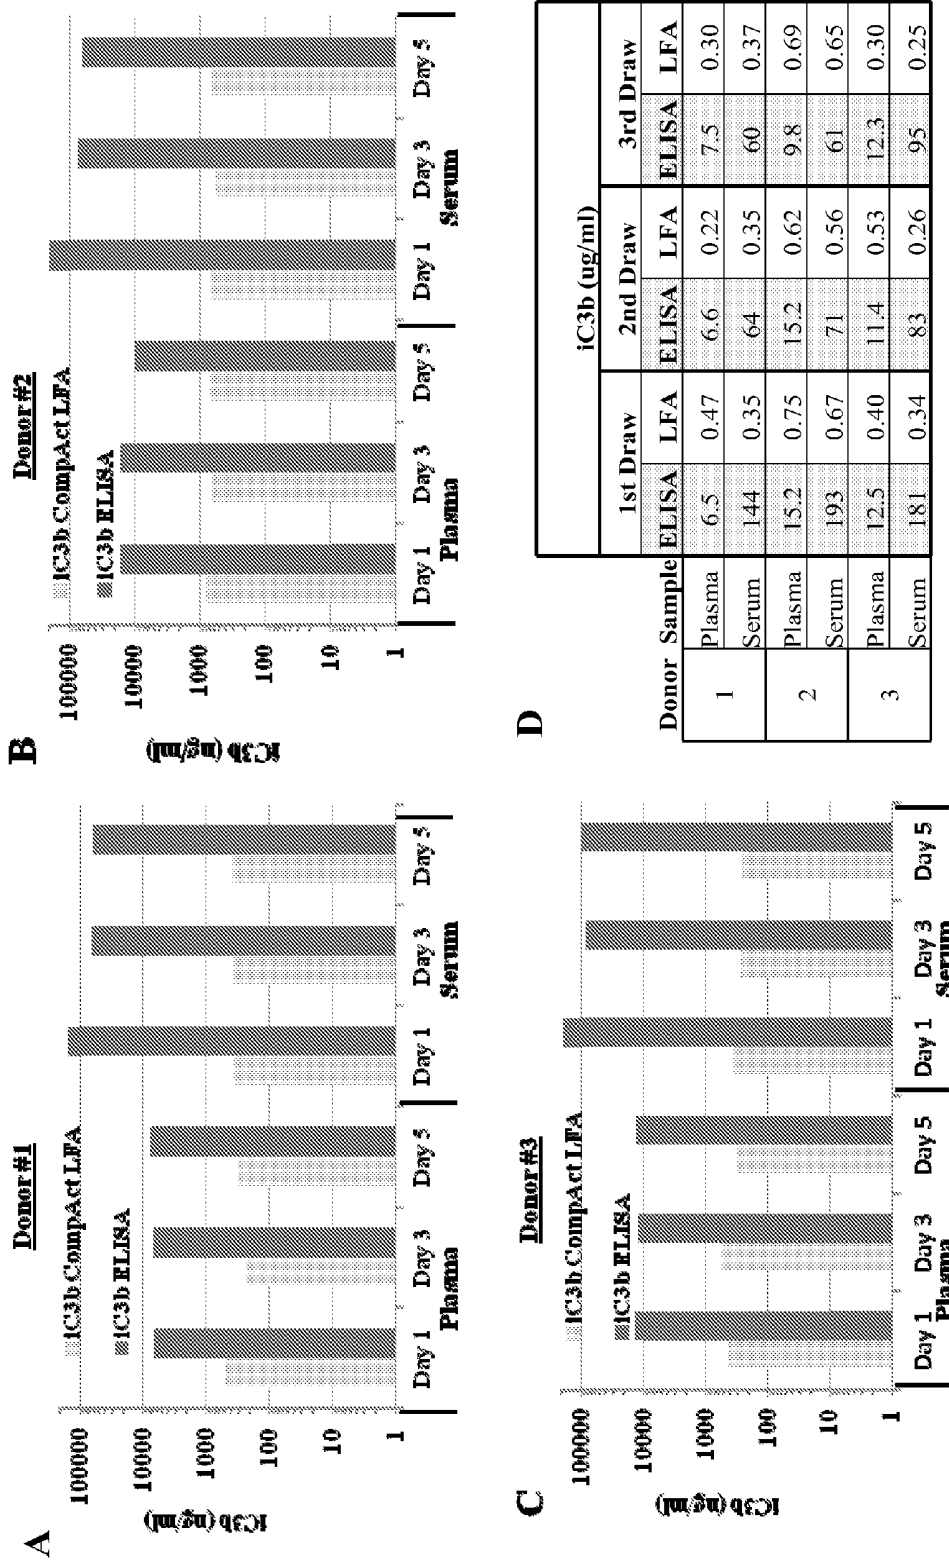 A
Donor #1
iC3b CompAct LFA
iC3b ELISA
iC3b (ng/ml)
100000
10000
1000
100
10
1
Day 1 Day 3 Day 5 Day 1 Day 3 Day 5
Plasma Serum
B
Donor #2
iC3b CompAct LFA
iC3b ELISA
iC3b (ng/ml)
100000
10000
1000
100
10
1
Day 1 Day 3 Day 5 Day 1 Day 3 Day 5
Plasma Serum
C
Donor #3
iC3b CompAct LFA
iC3b ELISA
iC3b (ng/ml)
100000
10000
1000
100
10
1
Day 1 Day 3 Day 5 Day 1 Day 3 Day 5
Plasma Serum
D
iC3b (ug/ml)
1st Draw 2nd Draw 3rd Draw
Donor Sample ELISA LFA ELISA LFA ELISA LFA
1 Plasma 6.5 0.47 6.6 0.22 7.5 0.30
Serum 144 0.35 64 0.35 60 0.37
2 Plasma 15.2 0.75 15.2 0.62 9.8 0.69
Serum 193 0.67 71 0.56 61 0.65
3 Plasma 12.5 0.40 11.4 0.53 12.3 0.30
Serum 181 0.34 83 0.26 95 0.25